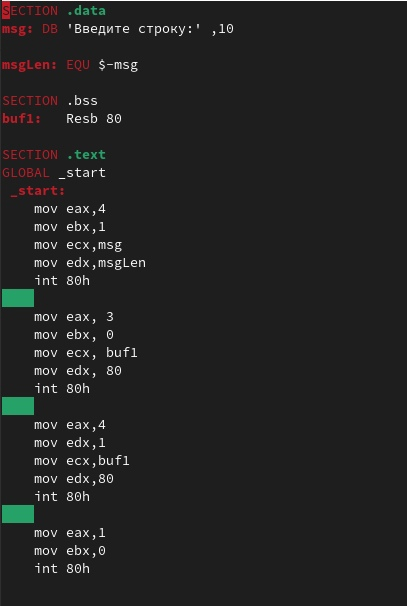 SECTION .data
msg: DB 'Введите строку:' ,10
msgLen: EQU $-msg
SECTION .bss
buf1: Resb 80
SECTION .text
GLOBAL _start
_start:
mov eax,4
mov ebx,1
mov ecx,msg
mov edx,msgLen
int 80h
mov eax, 3
mov ebx, 0
mov ecx, buf1
mov edx, 80
int 80h
mov eax,4
mov edx,1
mov ecx,buf1
mov edx,80
int 80h
mov eax,1
mov ebx,0
int 80h